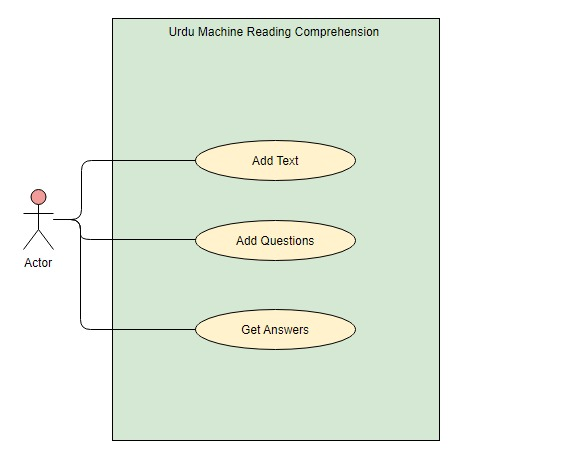 Urdu Machine Reading Comprehension
Add Text
Add Questions
Actor
Get Answers